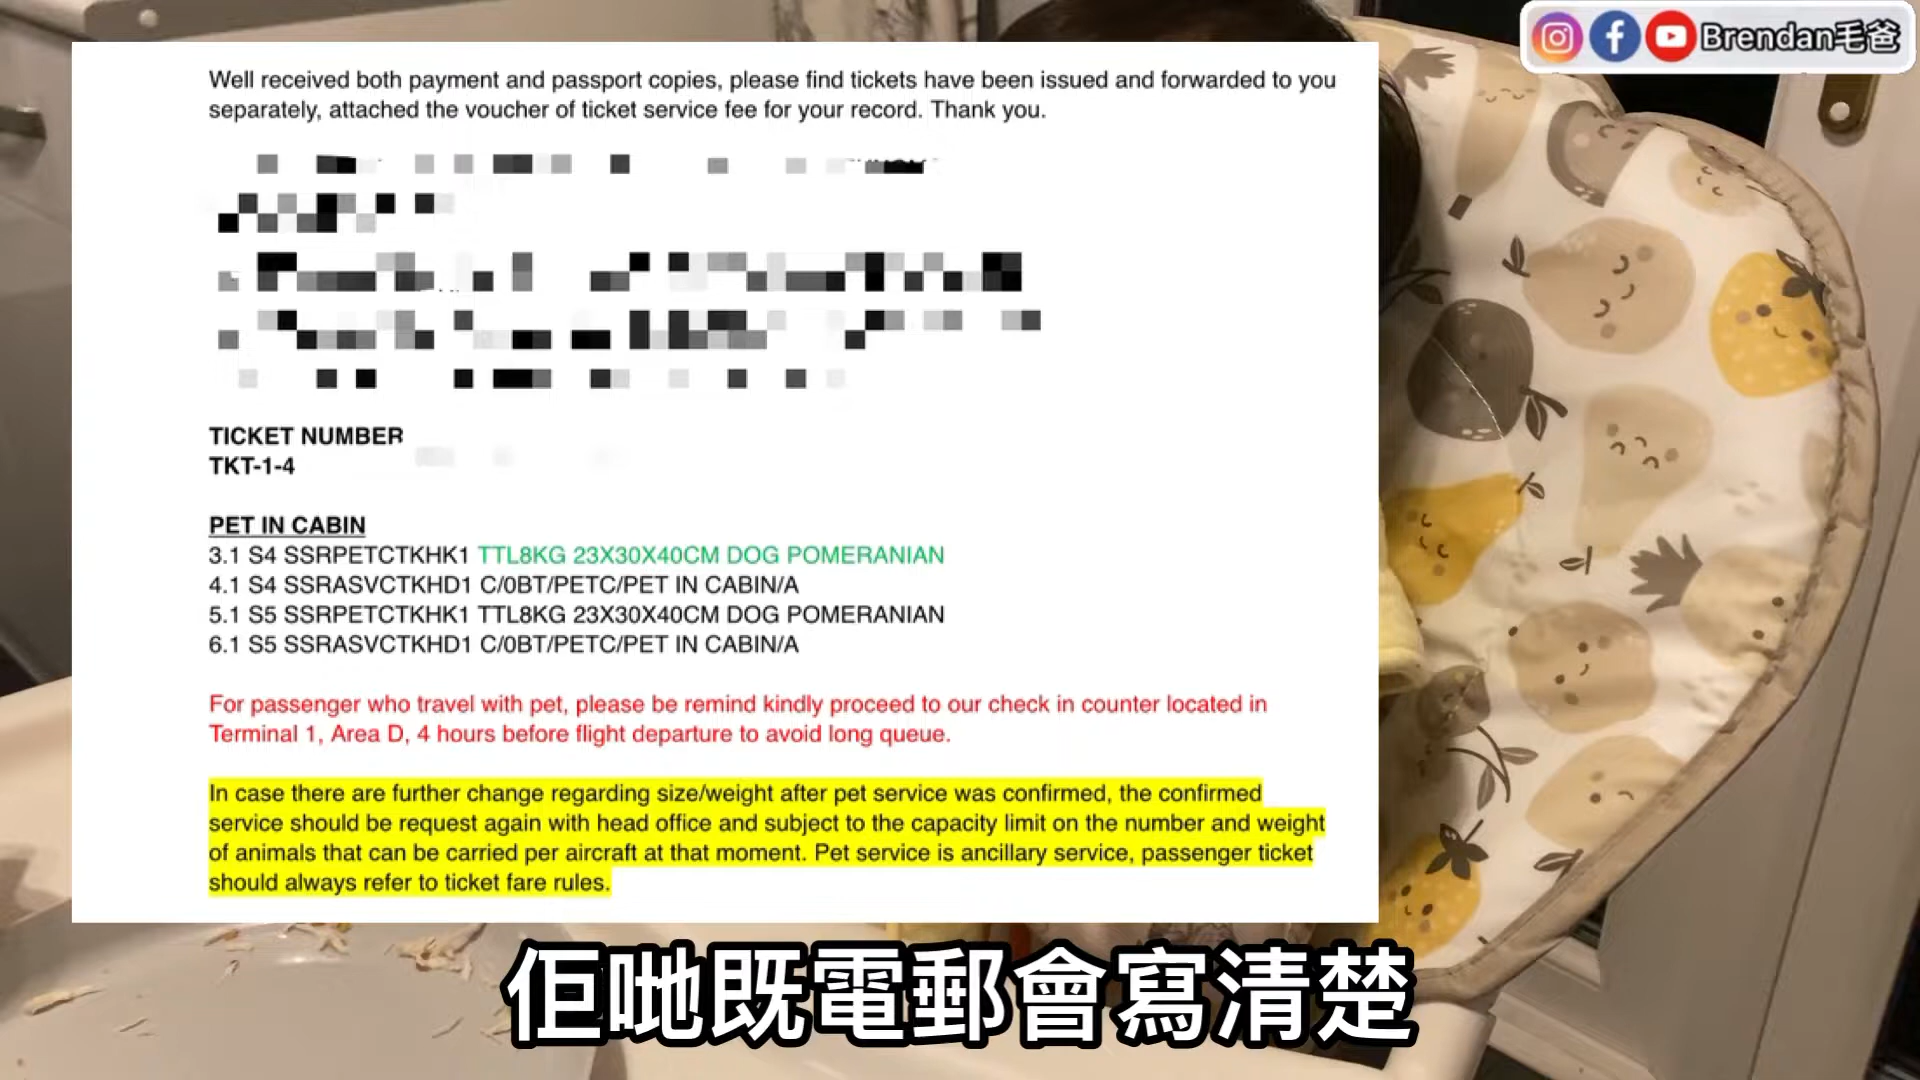 Brendan毛爸
Well received both payment and passport copies, please find tickets have been issued and forwarded to you
separately, attached the voucher of ticket service fee for your record. Thank you.
TICKET NUMBER
TKT-1-4
PET IN CABIN
3.1 S4 SSRPETCTKHK1 TTL8KG 23X30X40CM DOG POMERANIAN
4.1 S4 SSRASVCTKHD1 C/0BT/PETC/PET IN CABIN/A
5.1 S5 SSRPETCTKHK1 TTL8KG 23X30X40CM DOG POMERANIAN
6.1 S5 SSRASVCTKHD1 C/0BT/PETC/PET IN CABIN/A
For passenger who travel with pet, please be remind kindly proceed to our check in counter located in
Terminal 1, Area D, 4 hours before flight departure to avoid long queue.
In case there are further change regarding size/weight after pet service was confirmed, the confirmed
service should be request again with head office and subject to the capacity limit on the number and weight
of animals that can be carried per aircraft at that moment. Pet service is ancillary service, passenger ticket
should always refer to ticket fare rules.
佢哋既電郵會寫清楚